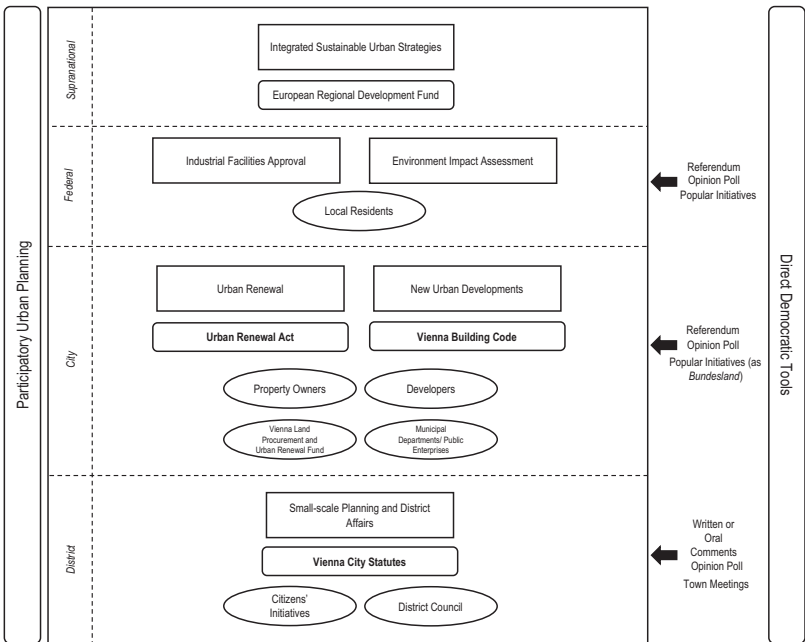 Participatory Urban Planning
Supranational
Integrated Sustainable Urban Strategies
European Regional Development Fund
Federal
Industrial Facilities Approval
Environment Impact Assessment
Local Residents
Referendum
Opinion Poll
Popular Initiatives
City
Urban Renewal
New Urban Developments
Urban Renewal Act
Vienna Building Code
Property Owners
Developers
Vienna Land
Procurement and
Urban Renewal Fund
Municipal
Departments/ Public
Enterprises
Referendum
Opinion Poll
Popular Initiatives (as
Bundesland)
District
Small-scale Planning and District
Affairs
Vienna City Statutes
Citizens'
Initiatives
District Council
Written or
Oral
Comments
Opinion Poll
Town Meetings
Direct Democratic Tools